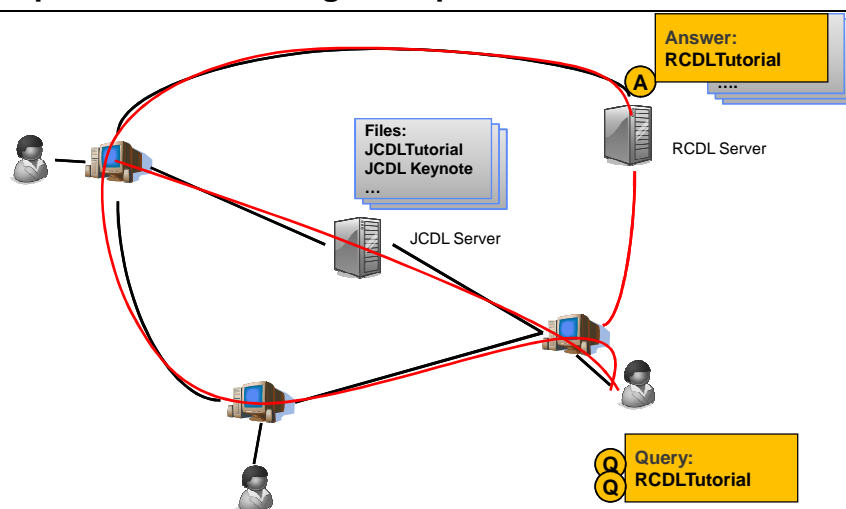 Answer:
RCDLTutorial
….
A
RCDL Server
Files:
JCDLTutorial
JCDL Keynote
…
JCDL Server
Q
Q
Query:
RCDLTutorial